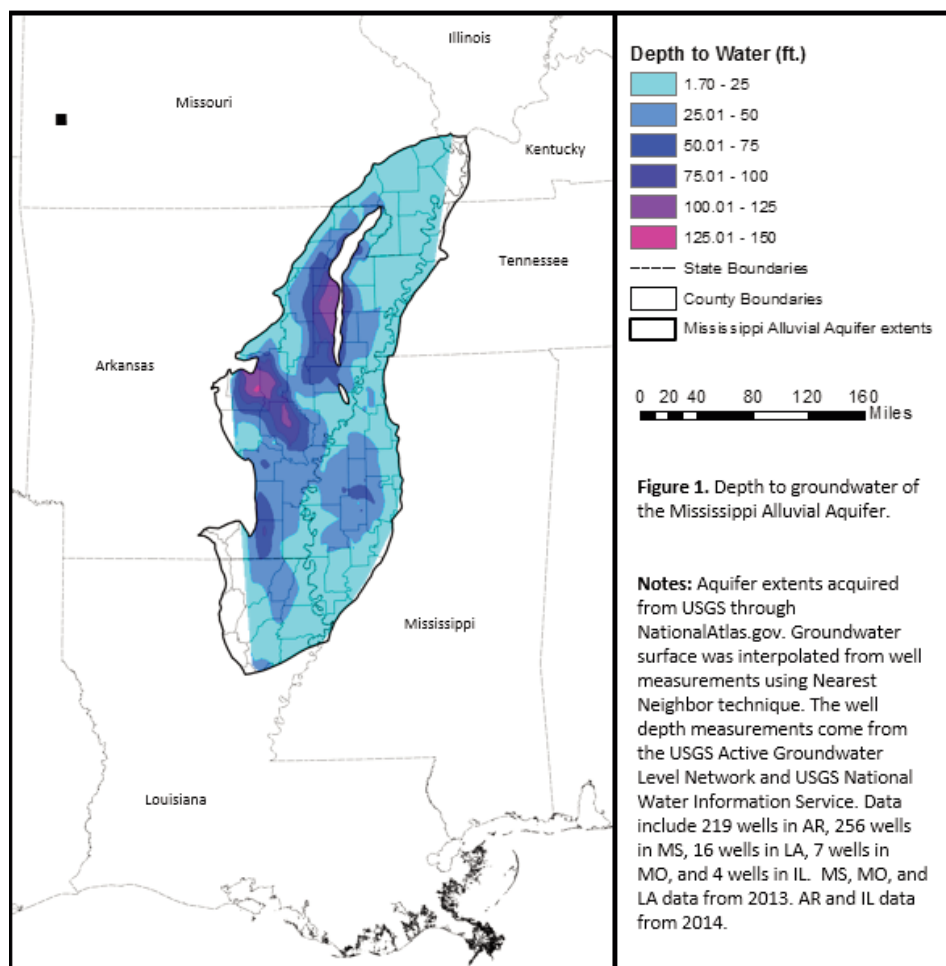 Illinois
Missouri
Kentucky
Tennessee
Arkansas
Mississippi
Louisiana
Depth to Water (ft.)
1.70 - 25
25.01 - 50
50.01 - 75
75.01 - 100
100.01 - 125
125.01 - 150
State Boundaries
County Boundaries
Mississippi Alluvial Aquifer extents
0 20 40 80 120 160
Miles
Figure 1. Depth to groundwater of
the Mississippi Alluvial Aquifer.
Notes: Aquifer extents acquired
from USGS through
NationalAtlas.gov. Groundwater
surface was interpolated from well
measurements using Nearest
Neighbor technique. The well
depth measurements come from
the USGS Active Groundwater
Level Network and USGS National
Water Information Service. Data
include 219 wells in AR, 256 wells
in MS, 16 wells in LA, 7 wells in
MO, and 4 wells in IL. MS, MO, and
LA data from 2013. AR and IL data
from 2014.